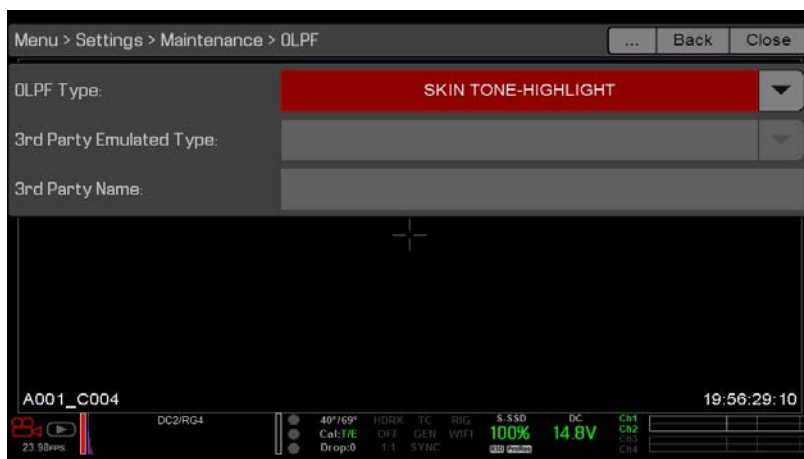 Menu > Settings > Maintenance > OLPF ... Back Close
OLPF Type: SKIN TONE-HIGHLIGHT
3rd Party Emulated Type:
3rd Party Name:
A001_C004 19:56:29:10
DC2/RG4 40°/69° HDRX TC RIG S-SSD DC Ch1
Cal:T/E OFF GEN WIFI 100% 14.8V Ch2
23.98FPS Drop:0 1:1 SYNC R3D ProRes Ch3
Ch4